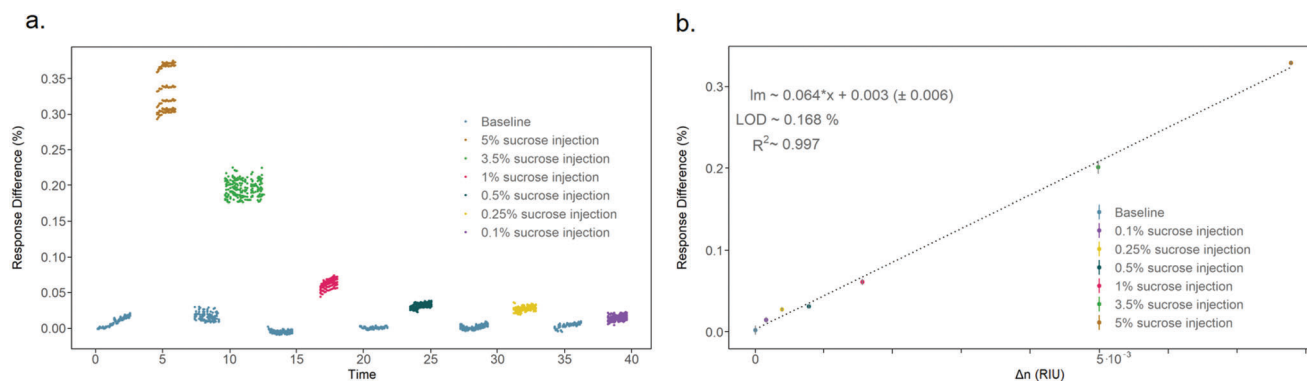 a.
Response Difference (%)
0.35
0.30
0.25
0.20
0.15
0.10
0.05
0.00
Baseline
5% sucrose injection
3.5% sucrose injection
1% sucrose injection
0.5% sucrose injection
0.25% sucrose injection
0.1% sucrose injection
0 5 10 15 20 25 30 35 40
Time
b.
Response Difference (%)
0.3
0.2
0.1
0.0
lm ~ 0.064*x + 0.003 (± 0.006)
LOD ~ 0.168 %
R²~ 0.997
Baseline
0.1% sucrose injection
0.25% sucrose injection
0.5% sucrose injection
1% sucrose injection
3.5% sucrose injection
5% sucrose injection
0 5·10⁻³
Δn (RIU)